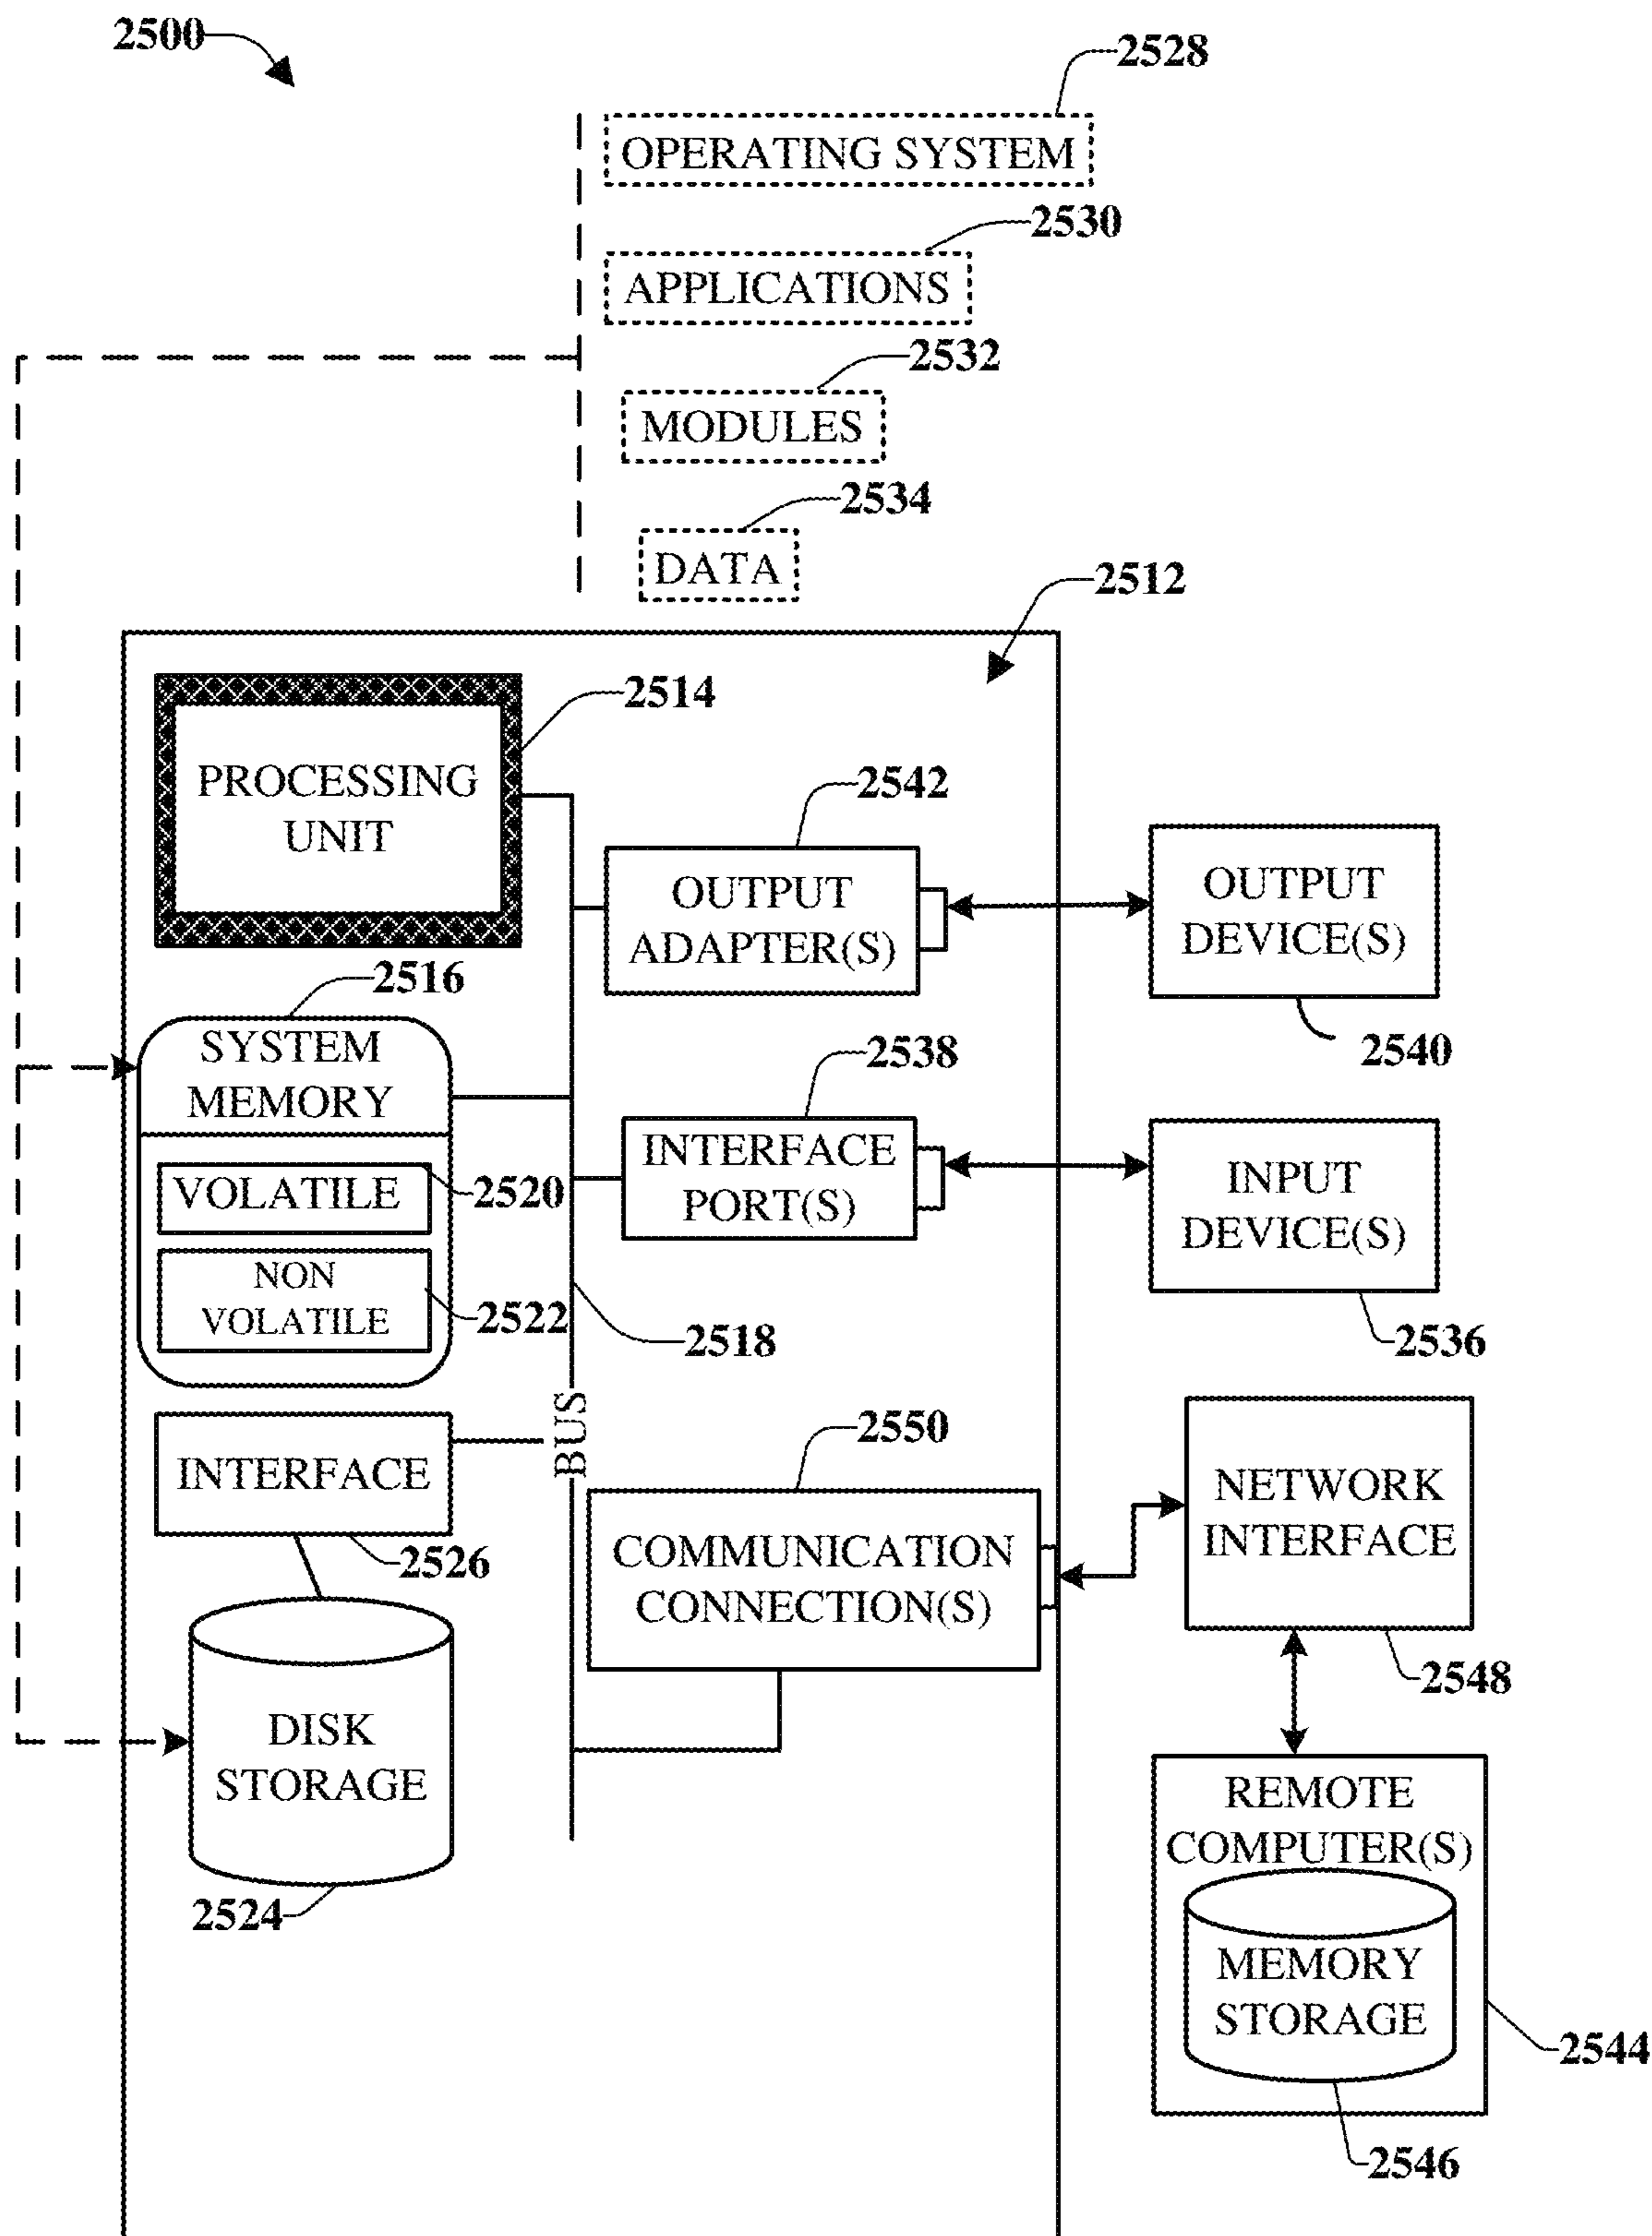 2500
2528
OPERATING SYSTEM
2530
APPLICATIONS
2532
MODULES
2534
DATA
2512
2514
PROCESSING
UNIT
2542
OUTPUT
ADAPTER(S)
OUTPUT
DEVICE(S)
2540
2516
SYSTEM
MEMORY
VOLATILE
2520
NON
VOLATILE
2522
2538
INTERFACE
PORT(S)
INPUT
DEVICE(S)
2536
2518
BUS
INTERFACE
2526
2550
COMMUNICATION
CONNECTION(S)
NETWORK
INTERFACE
2548
DISK
STORAGE
2524
REMOTE
COMPUTER(S)
MEMORY
STORAGE
2544
2546